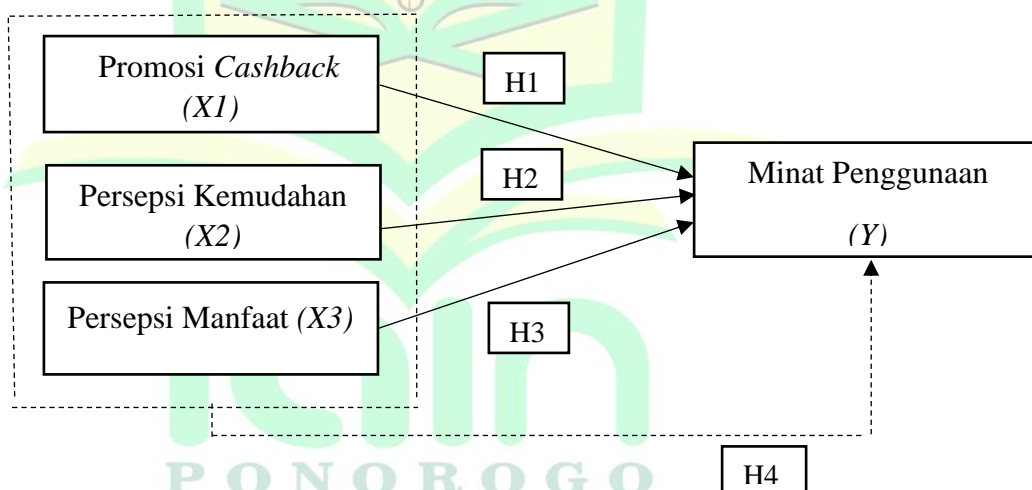 Promosi Cashback
(X1)
H1
Persepsi Kemudahan
(X2)
H2
Minat Penggunaan
(Y)
Persepsi Manfaat (X3)
H3
H4
PONOROGO